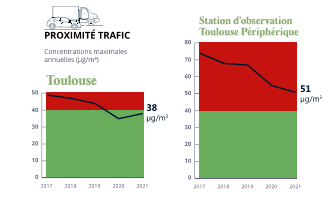 PROXIMITÉ TRAFIC
Concentrations maximales
annuelles (µg/m³)
Toulouse
50
40
30
20
10
0
38
µg/m³
2017 2018 2019 2020 2021
Station d'observation
Toulouse Périphérique
80
70
60
50
40
30
20
10
0
51
µg/m³
2017 2018 2019 2020 2021